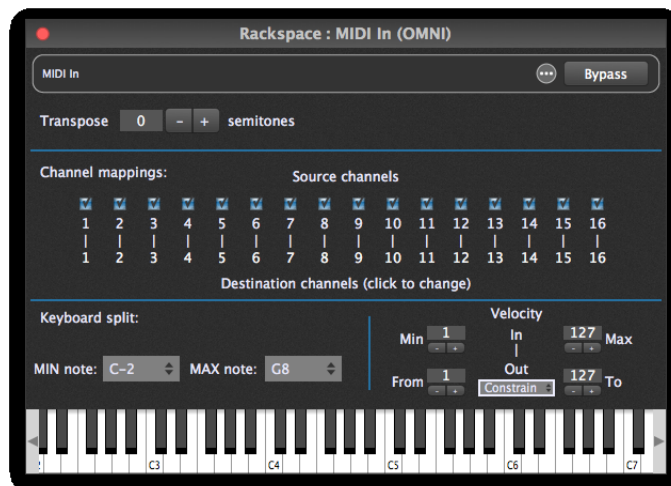 Rackspace : MIDI In (OMNI)
MIDI In
Bypass
Transpose 0 - + semitones
Channel mappings:
Source channels
1 2 3 4 5 6 7 8 9 10 11 12 13 14 15 16
1 2 3 4 5 6 7 8 9 10 11 12 13 14 15 16
Destination channels (click to change)
Keyboard split:
MIN note: C-2 MAX note: G8
Velocity
Min 1 In 127 Max
- + - +
Out
From 1 Constrain 127 To
- + - +
C3 C4 C5 C6 C7